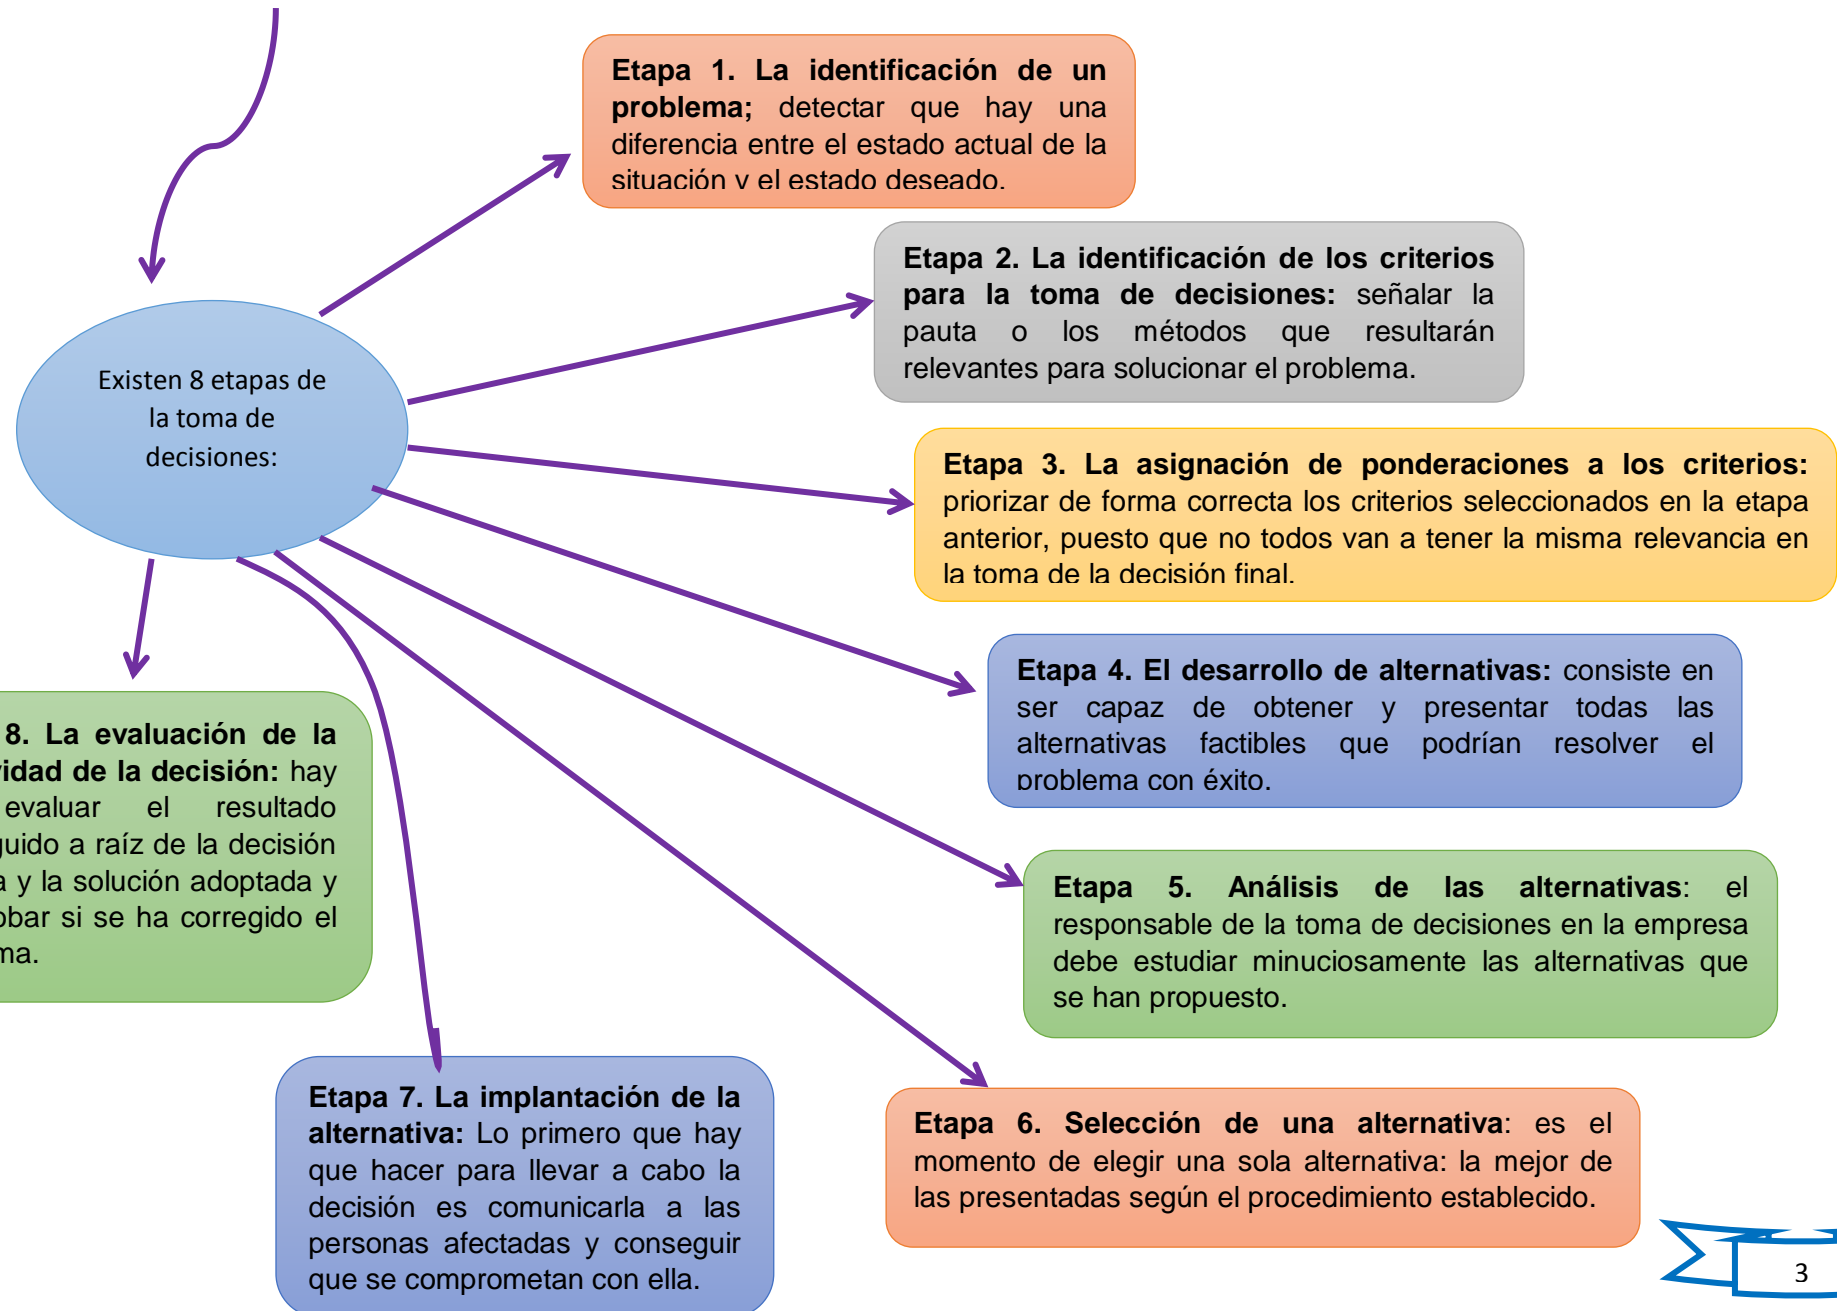 Etapa 1. La identificación de un
problema; detectar que hay una
diferencia entre el estado actual de la
situación y el estado deseado.
Etapa 2. La identificación de los criterios
para la toma de decisiones: señalar la
pauta o los métodos que resultarán
relevantes para solucionar el problema.
Existen 8 etapas de
la toma de
decisiones:
Etapa 3. La asignación de ponderaciones a los criterios:
priorizar de forma correcta los criterios seleccionados en la etapa
anterior, puesto que no todos van a tener la misma relevancia en
la toma de la decisión final.
Etapa 4. El desarrollo de alternativas: consiste en
ser capaz de obtener y presentar todas las
alternativas factibles que podrían resolver el
problema con éxito.
8. La evaluación de la
de la decisión: hay
evaluar el resultado
a raíz de la decisión
y la solución adoptada y
si se ha corregido el
Etapa 5. Análisis de las alternativas: el
responsable de la toma de decisiones en la empresa
debe estudiar minuciosamente las alternativas que
se han propuesto.
Etapa 7. La implantación de la
alternativa: Lo primero que hay
que hacer para llevar a cabo la
decisión es comunicarla a las
personas afectadas y conseguir
que se comprometan con ella.
Etapa 6. Selección de una alternativa: es el
momento de elegir una sola alternativa: la mejor de
las presentadas según el procedimiento establecido.
3